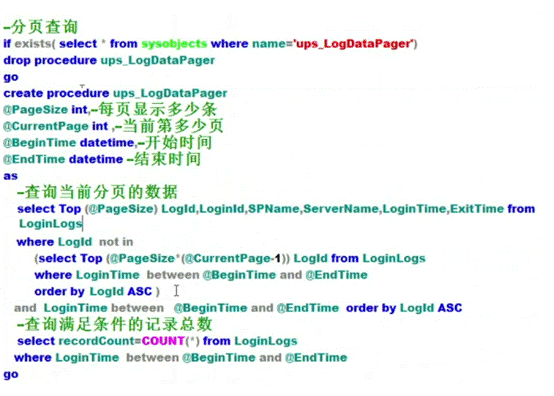 --分页查询
if exists( select * from sysobjects where name='ups_LogDataPager')
drop procedure ups_LogDataPager
go
create procedure ups_LogDataPager
@PageSize int,--每页显示多少条
@CurrentPage int ,--当前第多少页
@BeginTime datetime,--开始时间
@EndTime datetime --结束时间
as
--查询当前分页的数据
select Top (@PageSize) LogId,LoginId,SPName,ServerName,LoginTime,ExitTime from
LoginLogs
where LogId not in
(select Top (@PageSize*(@CurrentPage-1)) LogId from LoginLogs
where LoginTime between @BeginTime and @EndTime
order by LogId ASC )
and LoginTime between @BeginTime and @EndTime order by LogId ASC
--查询满足条件的记录总数
select recordCount=COUNT(*) from LoginLogs
where LoginTime between @BeginTime and @EndTime
go